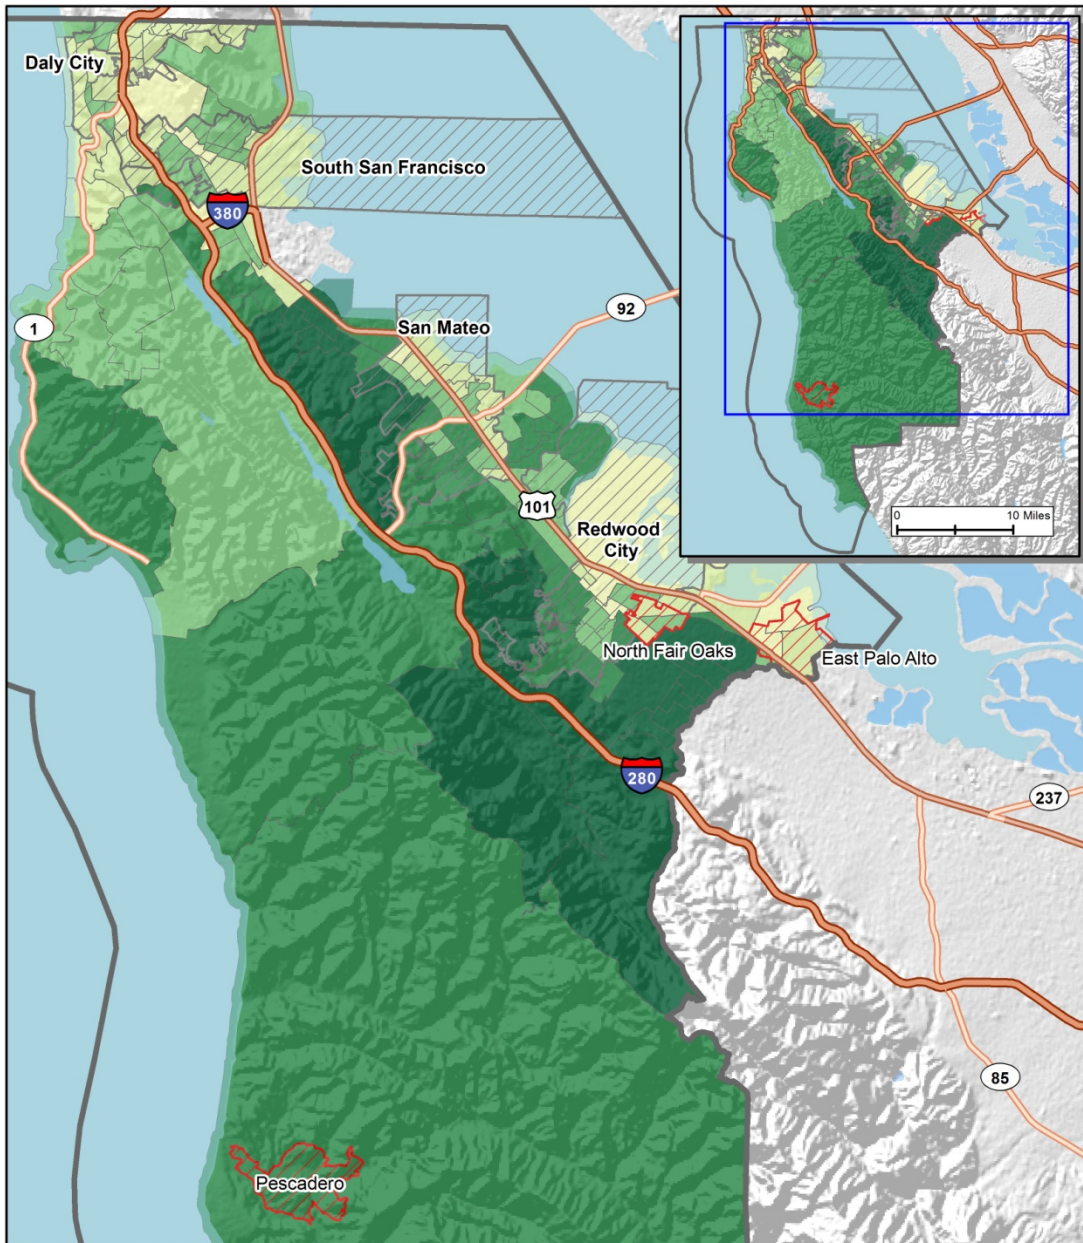 Daly City
South San Francisco
380
1
San Mateo
92
0 10 Miles
101
Redwood
City
North Fair Oaks
East Palo Alto
280
237
85
Pescadero